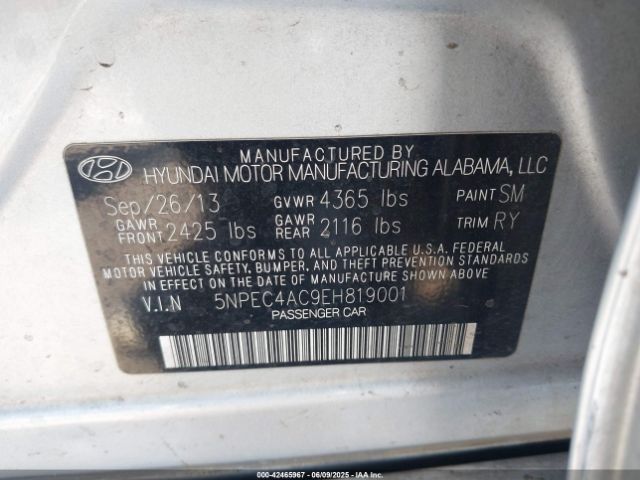 MANUFACTURED BY
HYUNDAI MOTOR MANUFACTURING ALABAMA, LLC
Sep/26/13 GVWR 4365 lbs PAINT SM
GAWR FRONT 2425 lbs GAWR REAR 2116 lbs TRIM RY
THIS VEHICLE CONFORMS TO ALL APPLICABLE U.S.A. FEDERAL
MOTOR VEHICLE SAFETY, BUMPER, AND THEFT PREVENTION STANDARDS
IN EFFECT ON THE DATE OF MANUFACTURE SHOWN ABOVE.
V.I.N 5NPEC4AC9EH819001
PASSENGER CAR
© IAA - 42465967 - 06/09/2025 - IAAI.COM